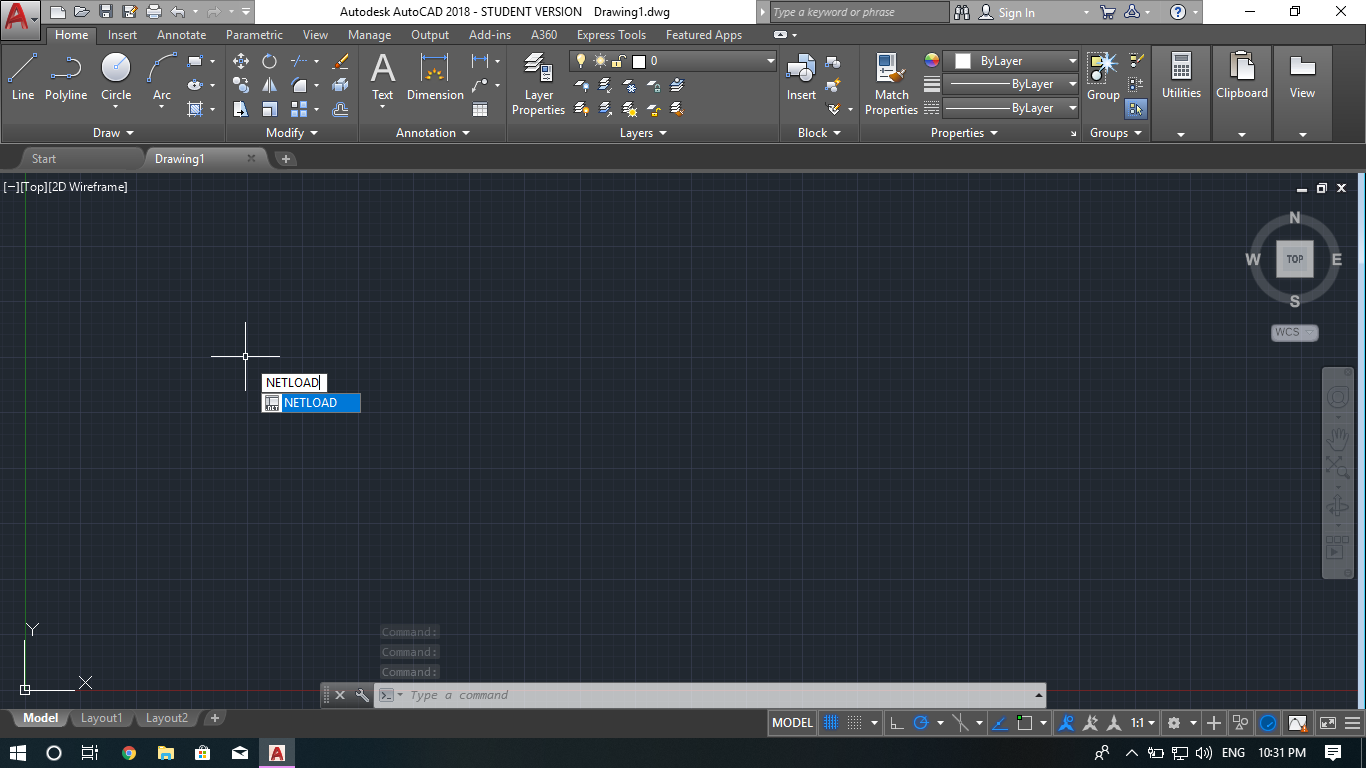 Autodesk AutoCAD 2018 - STUDENT VERSION Drawing1.dwg
Type a keyword or phrase
Sign In
Home Insert Annotate Parametric View Manage Output Add-ins A360 Express Tools Featured Apps
0
ByLayer
ByLayer
ByLayer
Line Polyline Circle Arc
Text Dimension
Layer Properties
Insert
Match Properties
Group
Utilities
Clipboard
View
Draw Modify Annotation Layers Block Properties Groups
Start Drawing1
[−][Top][2D Wireframe]
N
W TOP E
S
WCS
NETLOAD
.NET NETLOAD
Y
X
Command:
Command:
Command:
Type a command
Model Layout1 Layout2
MODEL 1:1
ENG 10:31 PM